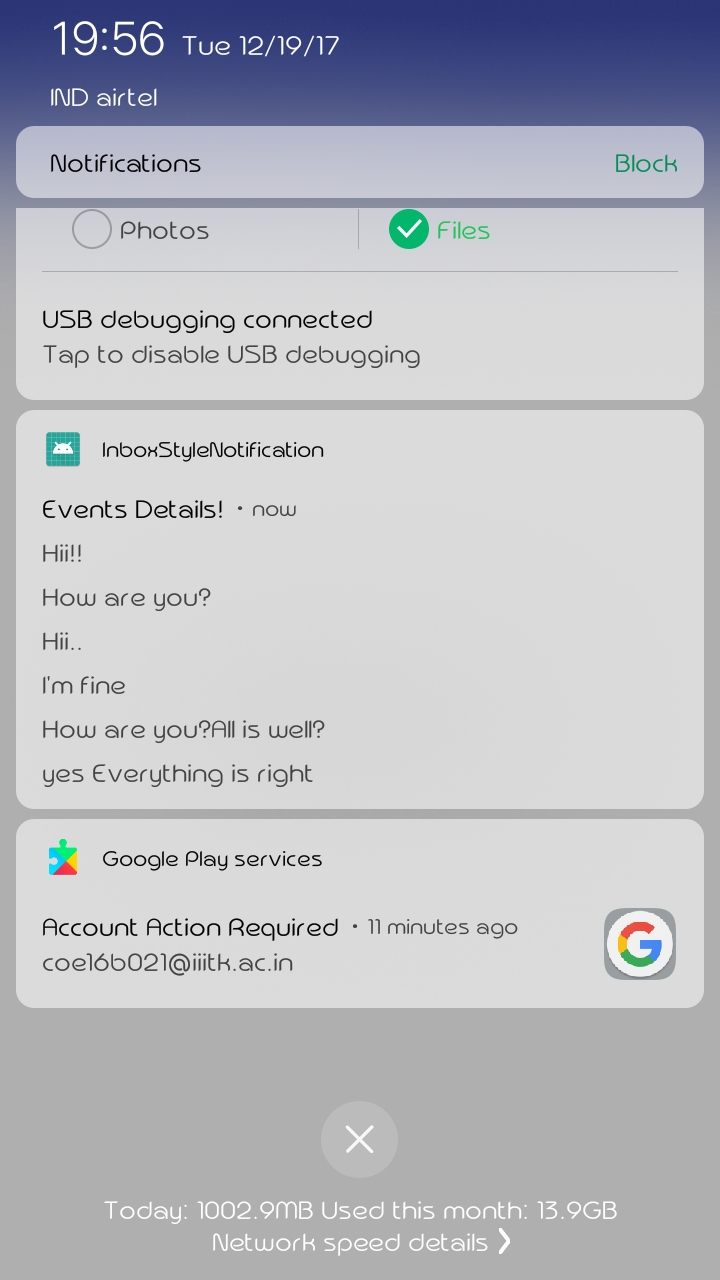 19:56 Tue 12/19/17
IND airtel
Notifications Block
Photos Files
USB debugging connected
Tap to disable USB debugging
InboxStyleNotification
Events Details! • now
Hii!!
How are you?
Hii..
I'm fine
How are you?All is well?
yes Everything is right
Google Play services
Account Action Required • 11 minutes ago
coe16b021@iiitk.ac.in
Today: 1002.9MB Used this month: 13.9GB
Network speed details ❯